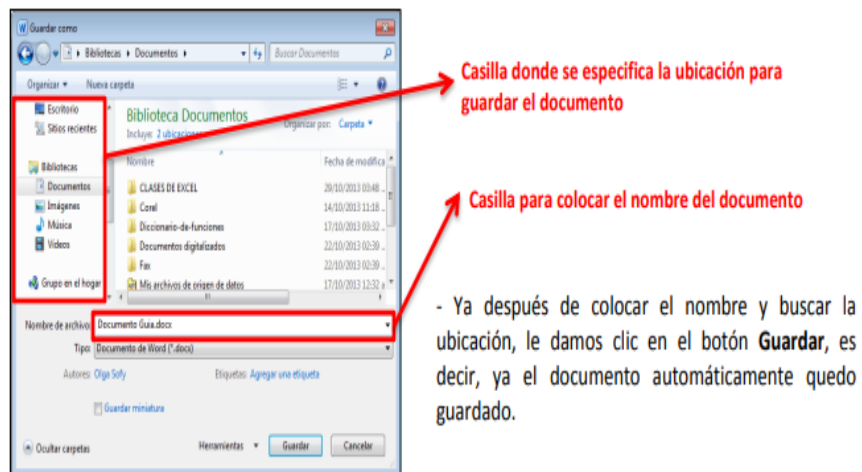 Guardar como
Bibliotecas ▸ Documentos ▸
Buscar Documentos
Organizar
Nueva carpeta
Escritorio
Sitios recientes
Bibliotecas
Documentos
Imágenes
Música
Vídeos
Grupo en el hogar
Biblioteca Documentos
Incluye: 2 ubicaciones
Organizar por: Carpeta
Nombre
Fecha de modifica
CLASES DE EXCEL
29/10/2013 03:48 ...
Corel
14/10/2013 11:18 ...
Diccionario-de-funciones
17/10/2013 03:32 ...
Documentos digitalizados
22/10/2013 02:39 ...
Fax
22/10/2013 02:39 ...
Mis archivos de origen de datos
17/10/2013 12:32 a
Nombre de archivo: Documento Guia.docx
Tipo: Documento de Word (*.docx)
Autores: Olga Sofy
Etiquetas: Agregar una etiqueta
Guardar miniatura
Ocultar carpetas
Herramientas
Guardar
Cancelar
Casilla donde se especifica la ubicación para
guardar el documento
Casilla para colocar el nombre del documento
- Ya después de colocar el nombre y buscar la
ubicación, le damos clic en el botón Guardar, es
decir, ya el documento automáticamente quedo
guardado.